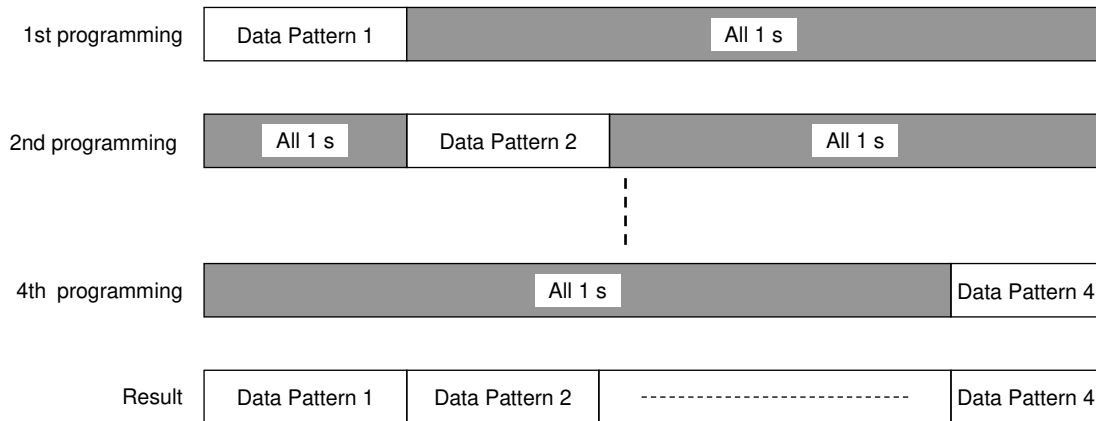 1st programming Data Pattern 1 All 1 s
2nd programming All 1 s Data Pattern 2 All 1 s
4th programming All 1 s Data Pattern 4
Result Data Pattern 1 Data Pattern 2 Data Pattern 4